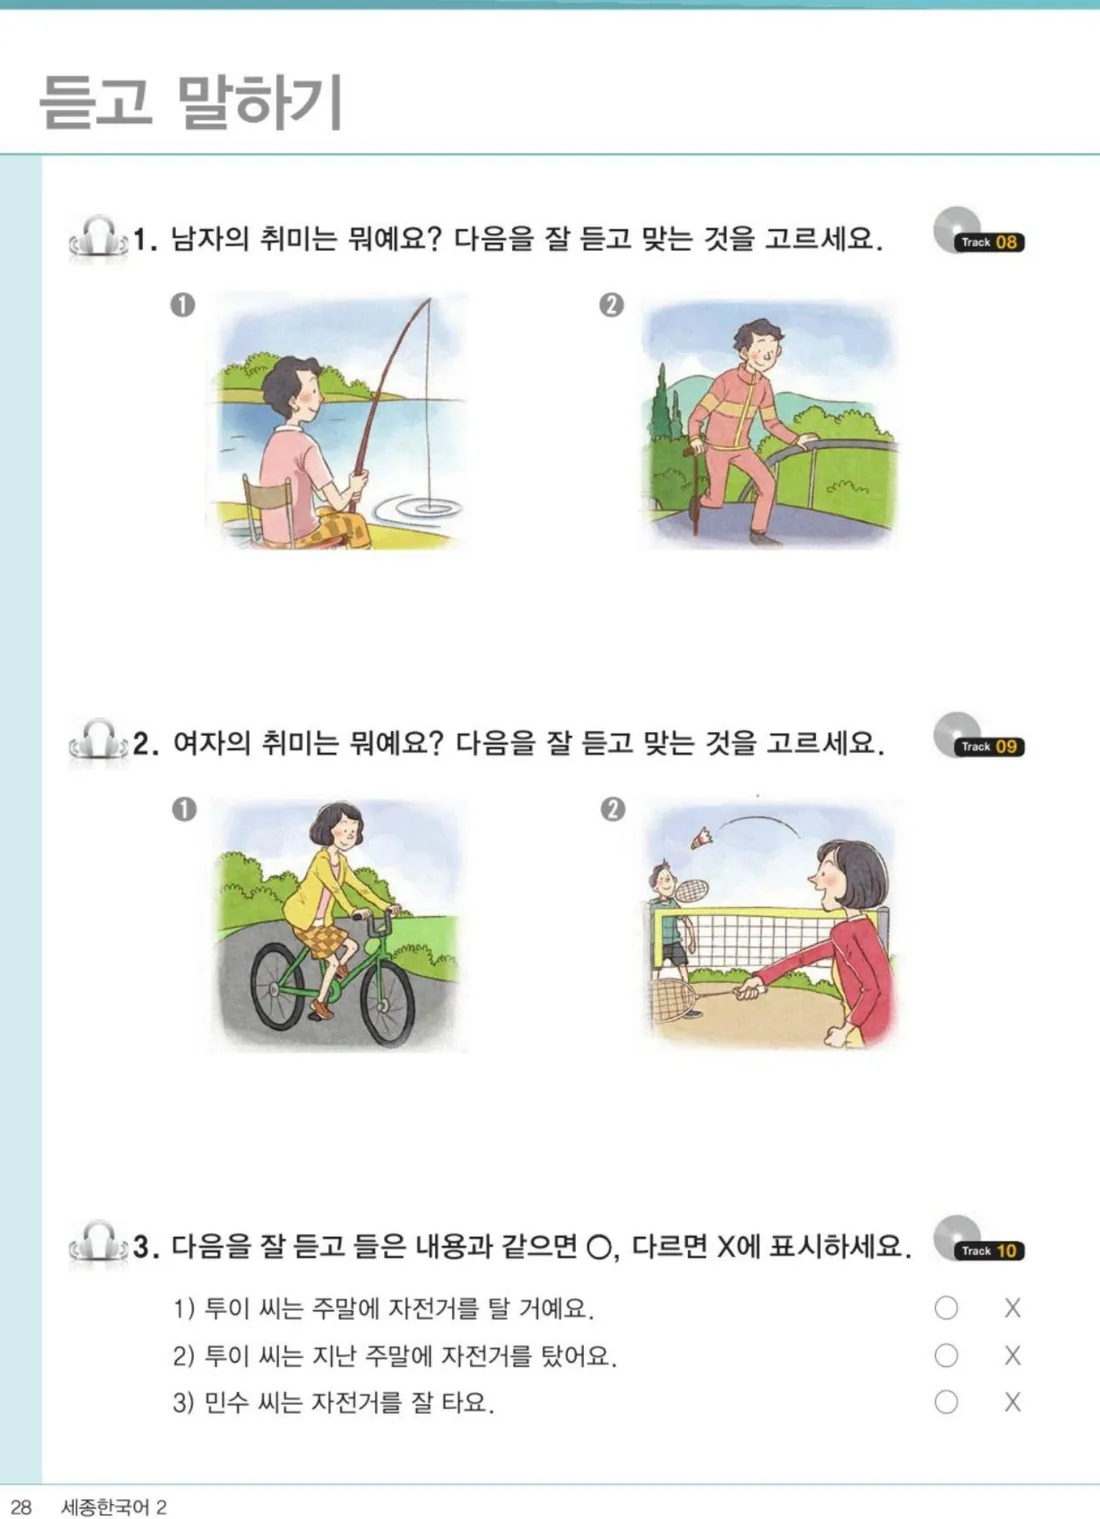 듣고 말하기
1. 남자의 취미는 뭐예요? 다음을 잘 듣고 맞는 것을 고르세요.
Track 08
❶
❷
2. 여자의 취미는 뭐예요? 다음을 잘 듣고 맞는 것을 고르세요.
Track 09
❶
❷
3. 다음을 잘 듣고 들은 내용과 같으면 ○, 다르면 X에 표시하세요.
Track 10
1) 투이 씨는 주말에 자전거를 탈 거예요. ○ X
2) 투이 씨는 지난 주말에 자전거를 탔어요. ○ X
3) 민수 씨는 자전거를 잘 타요. ○ X
28 세종한국어 2